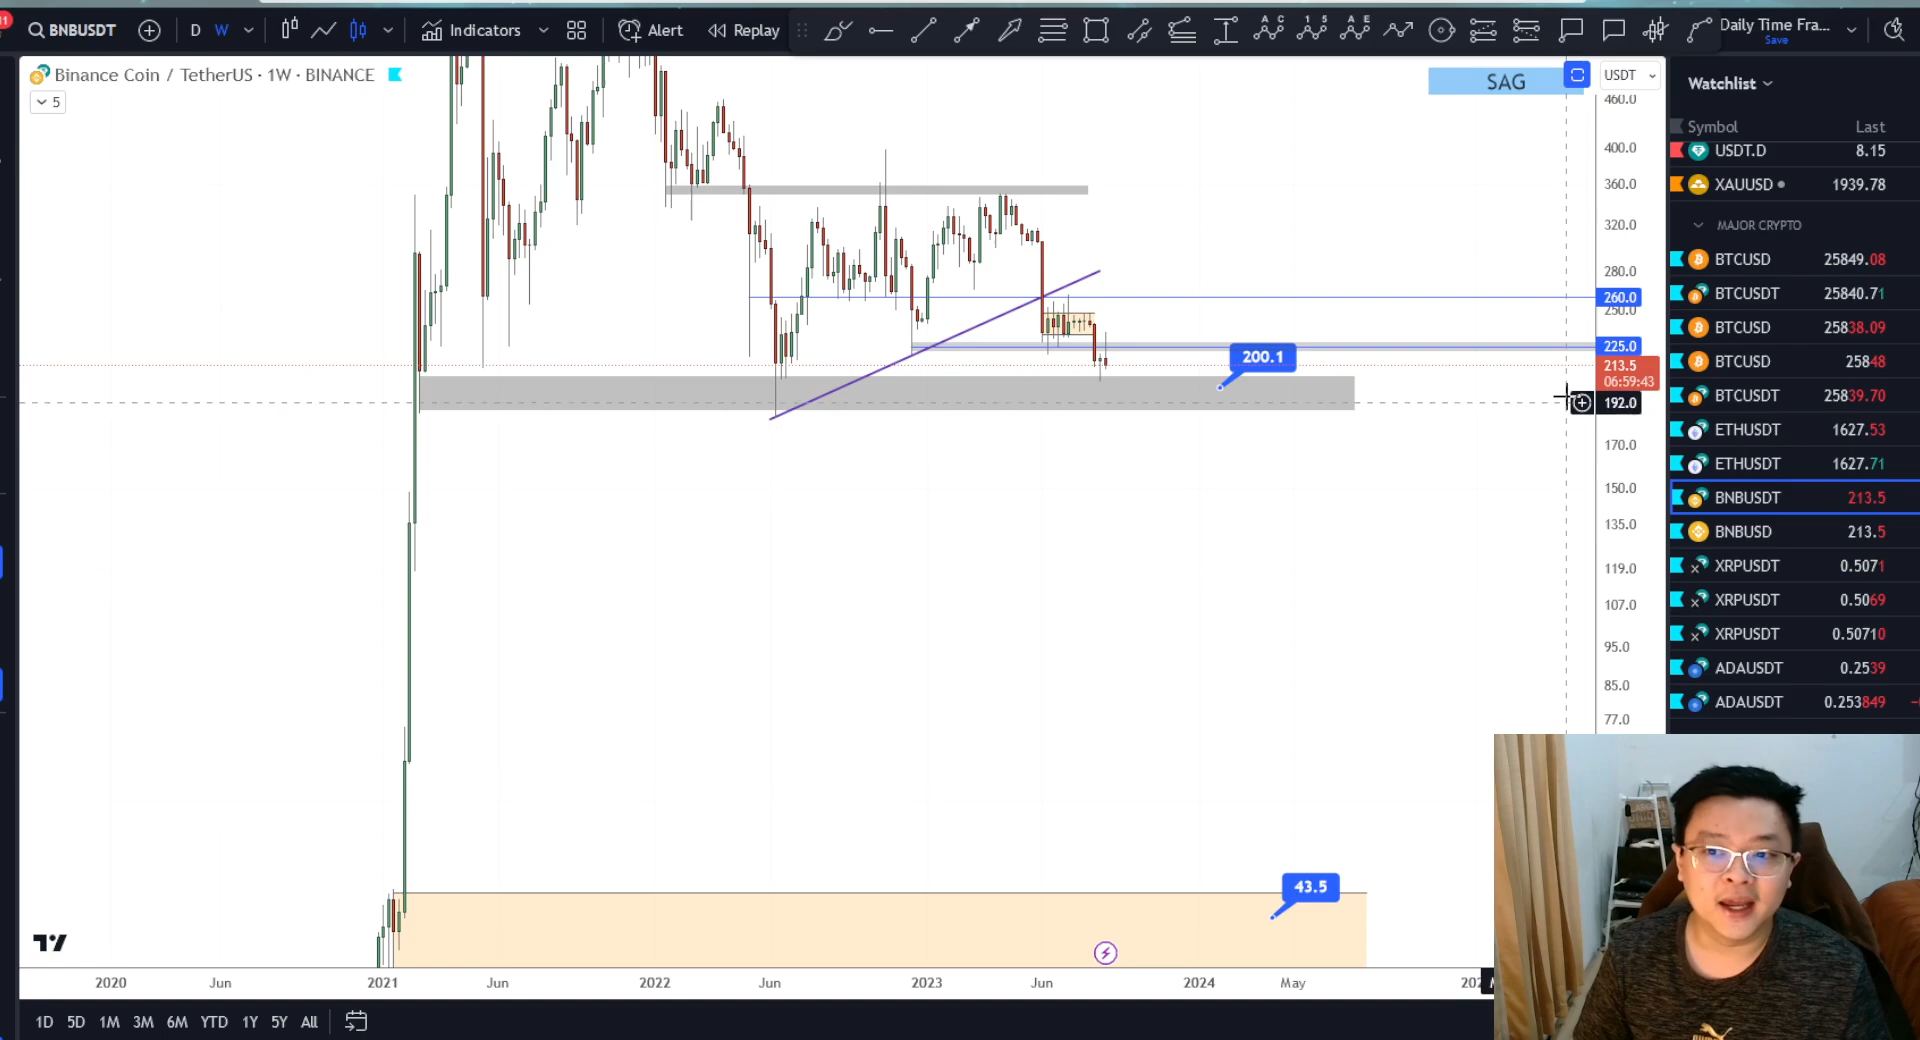 11
BNBUSDT
D W
Indicators
Alert
Replay
A C
1 5
A E
Daily Time Fra...
Save
Binance Coin / TetherUS · 1W · BINANCE
5
SAG
USDT
460.0
400.0
360.0
320.0
280.0
260.0
250.0
225.0
213.5
06:59:43
192.0
170.0
150.0
135.0
119.0
107.0
95.0
85.0
77.0
200.1
43.5
2020 Jun 2021 Jun 2022 Jun 2023 Jun 2024 May
1D 5D 1M 3M 6M YTD 1Y 5Y All
Watchlist
Symbol Last
USDT.D 8.15
XAUUSD 1939.78
MAJOR CRYPTO
BTCUSD 25849.08
BTCUSDT 25840.71
BTCUSD 25838.09
BTCUSD 25848
BTCUSDT 25839.70
ETHUSDT 1627.53
ETHUSDT 1627.71
BNBUSDT 213.5
BNBUSD 213.5
XRPUSDT 0.5071
XRPUSDT 0.5069
XRPUSDT 0.50710
ADAUSDT 0.2539
ADAUSDT 0.253849